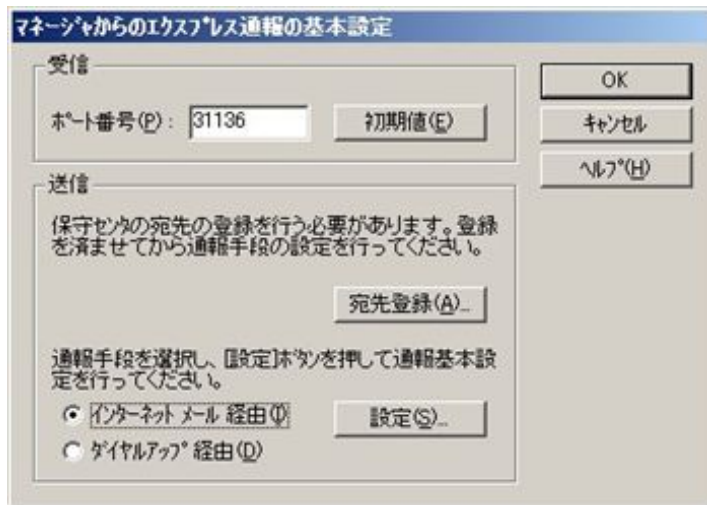 マネージャからのエクスプレス通報の基本設定
受信
ポート番号(P): 31136 初期値(E)
OK
キャンセル
ヘルプ(H)
送信
保守センタの宛先の登録を行う必要があります。登録
を済ませてから通報手段の設定を行ってください。
宛先登録(A)...
通報手段を選択し、[設定]ボタンを押して通報基本設
定を行ってください。
インターネット メール 経由(I)
設定(S)...
ダイヤルアップ 経由(D)